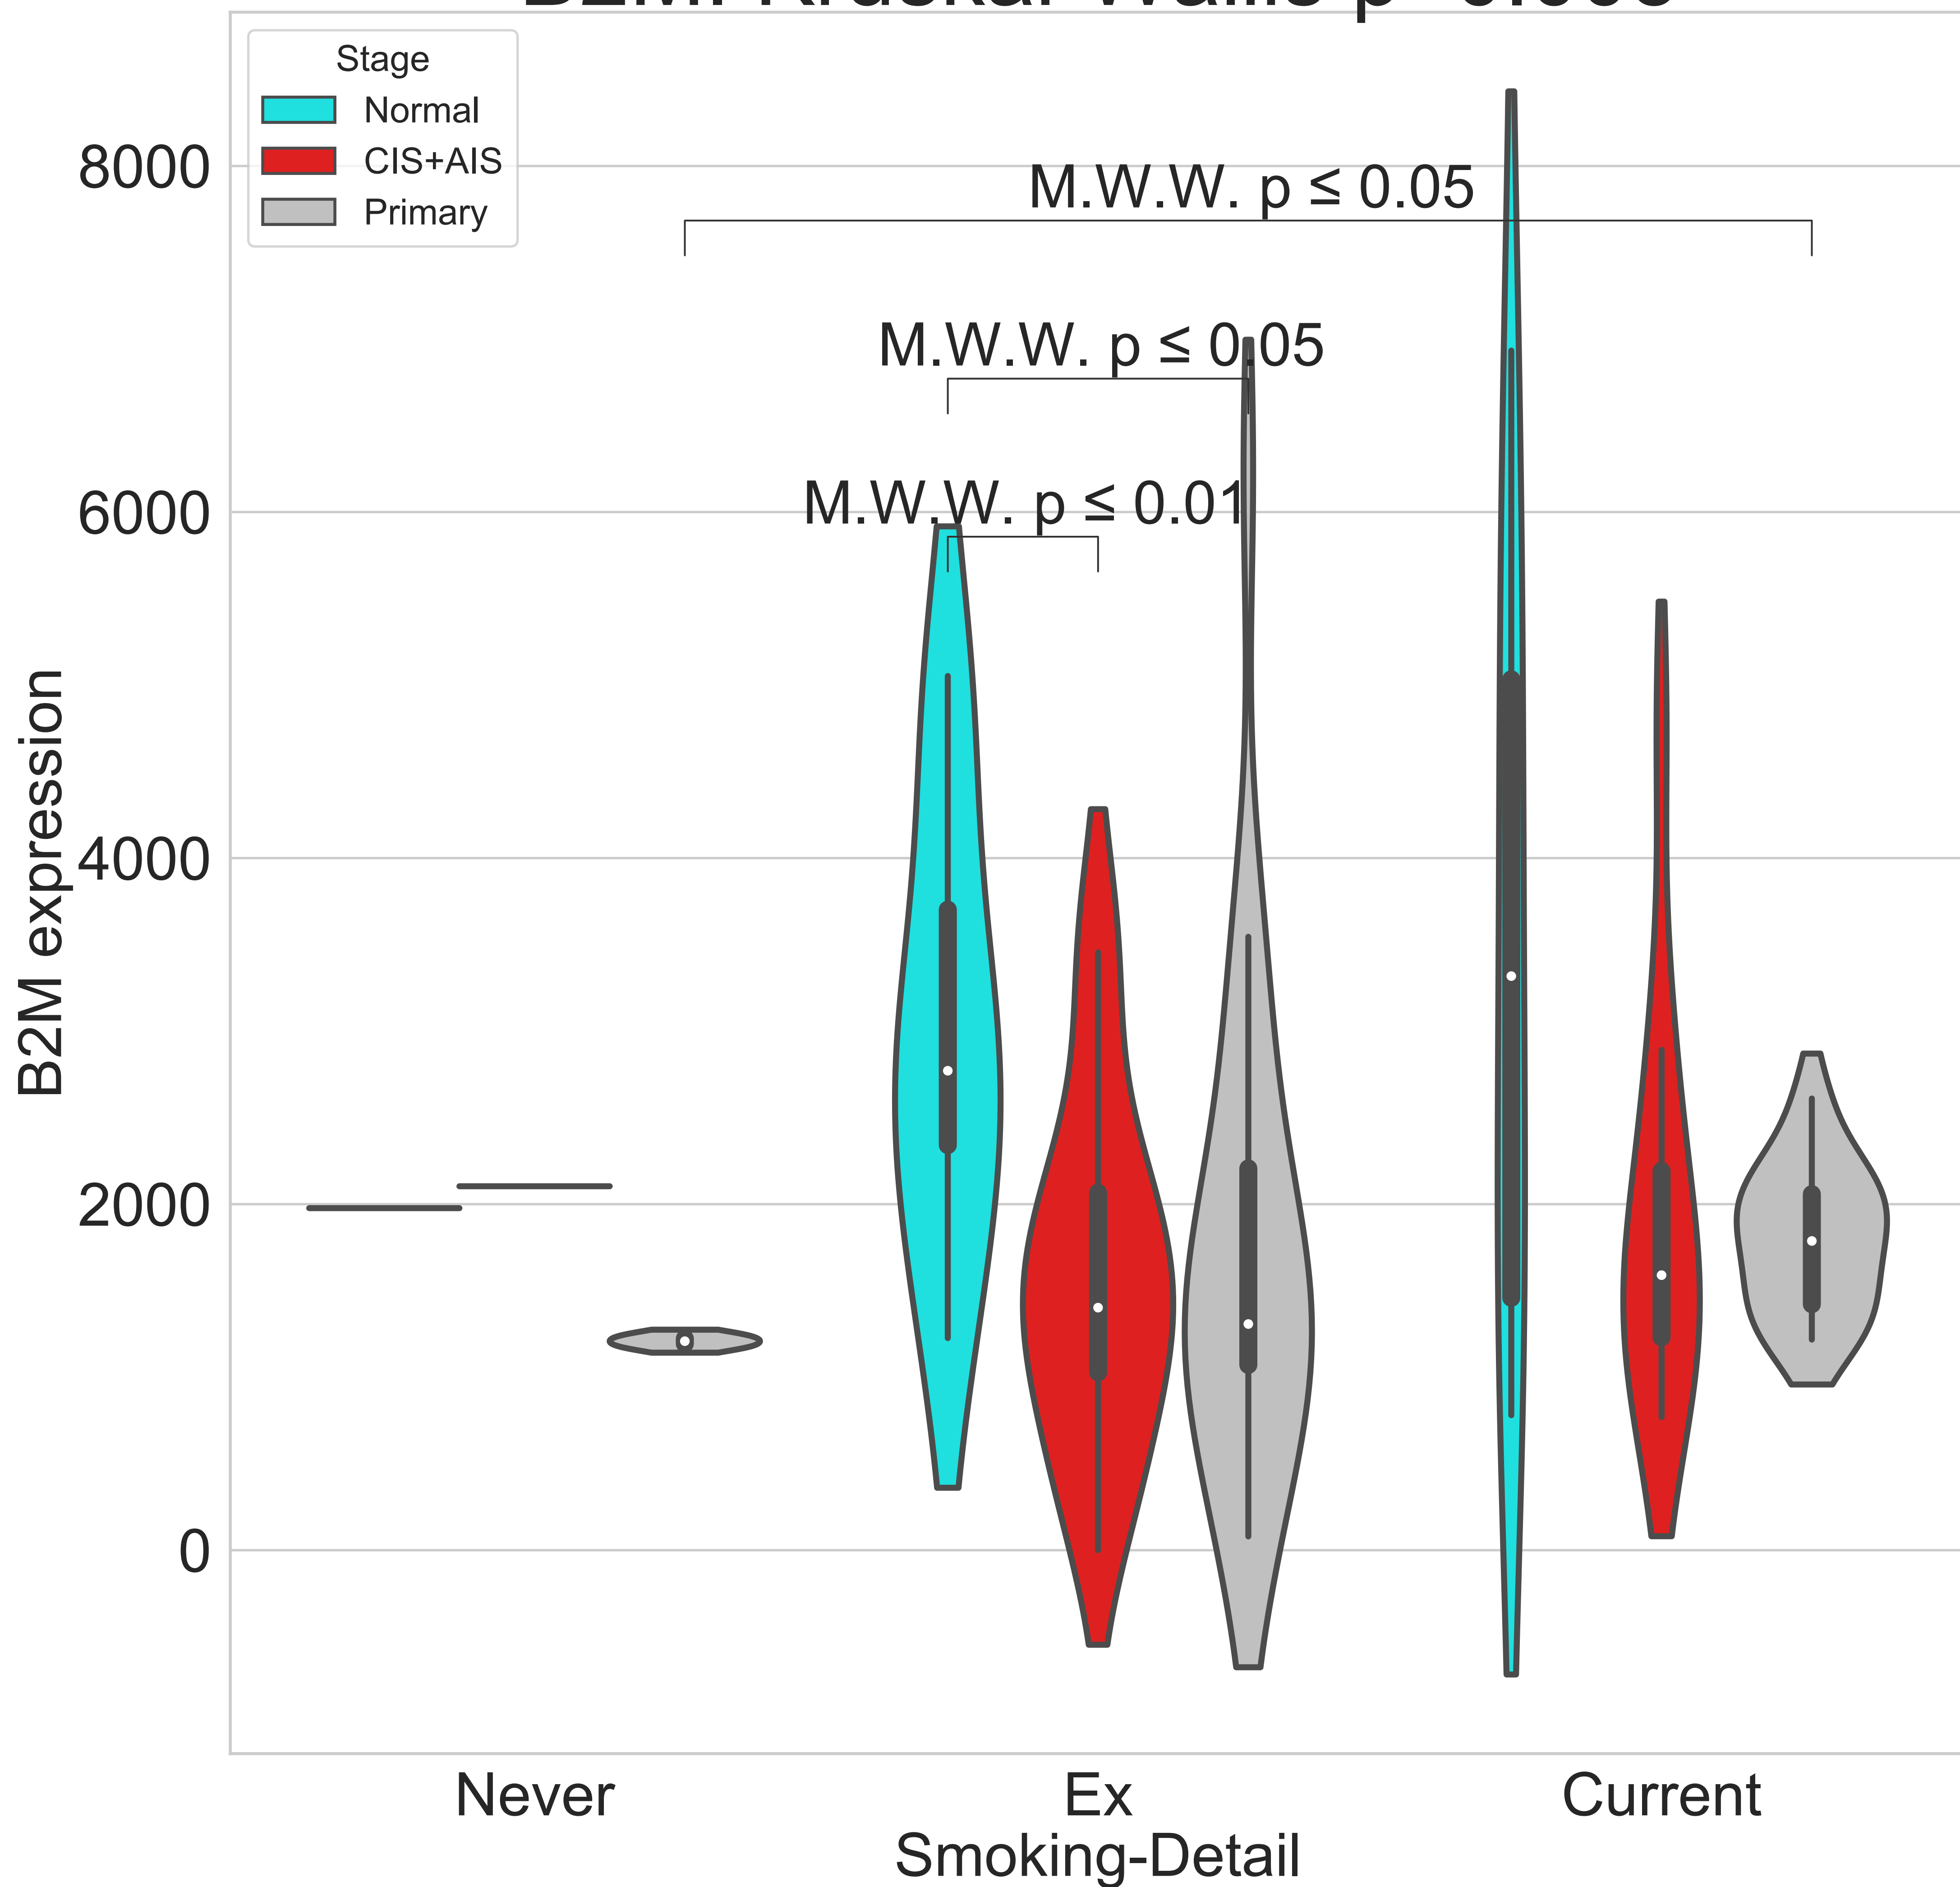 Stage
Normal
CIS+AIS
Primary
8000
6000
4000
2000
0
B2M expression
M.W.W. p ≤ 0.05
M.W.W. p ≤ 0.05
M.W.W. p ≤ 0.01
Never
Ex
Current
Smoking-Detail